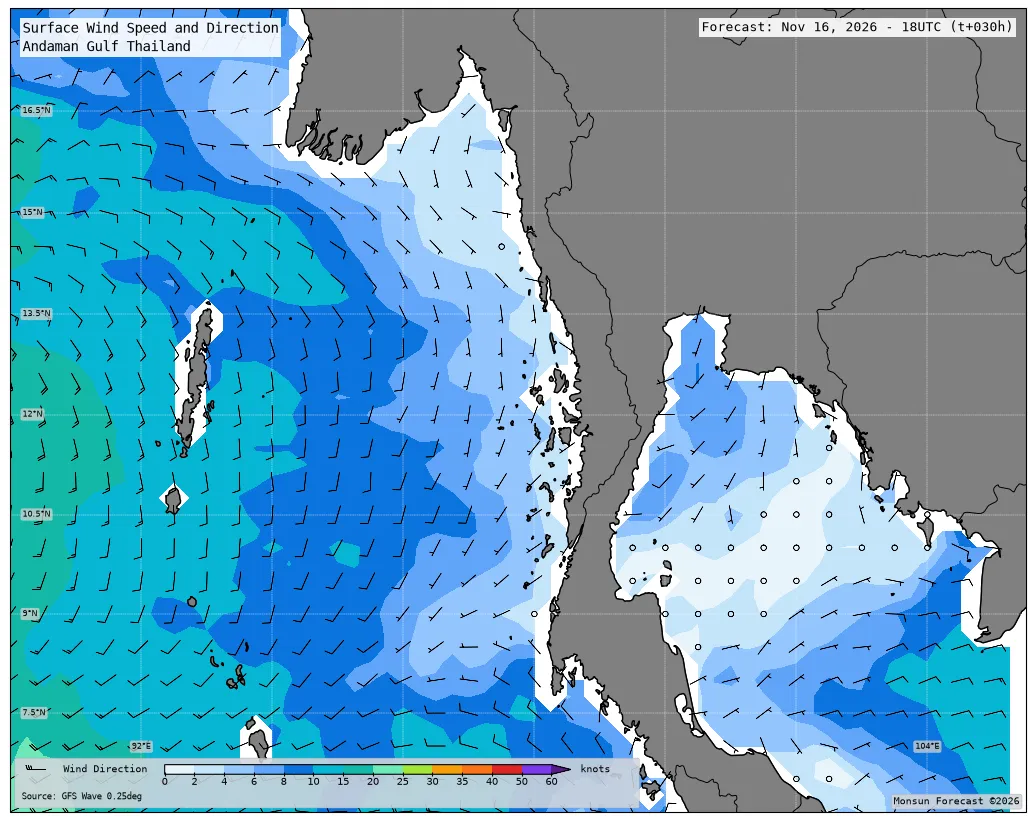 Surface Wind Speed and Direction
Andaman Gulf Thailand
Forecast: Nov 16, 2026 - 18UTC (t+030h)
16.5°N
15°N
13.5°N
12°N
10.5°N
9°N
7.5°N
92°E
104°E
Wind Direction
0 2 4 6 8 10 15 20 25 30 35 40 50 60
knots
Source: GFS Wave 0.25deg
Monsun Forecast ©2026